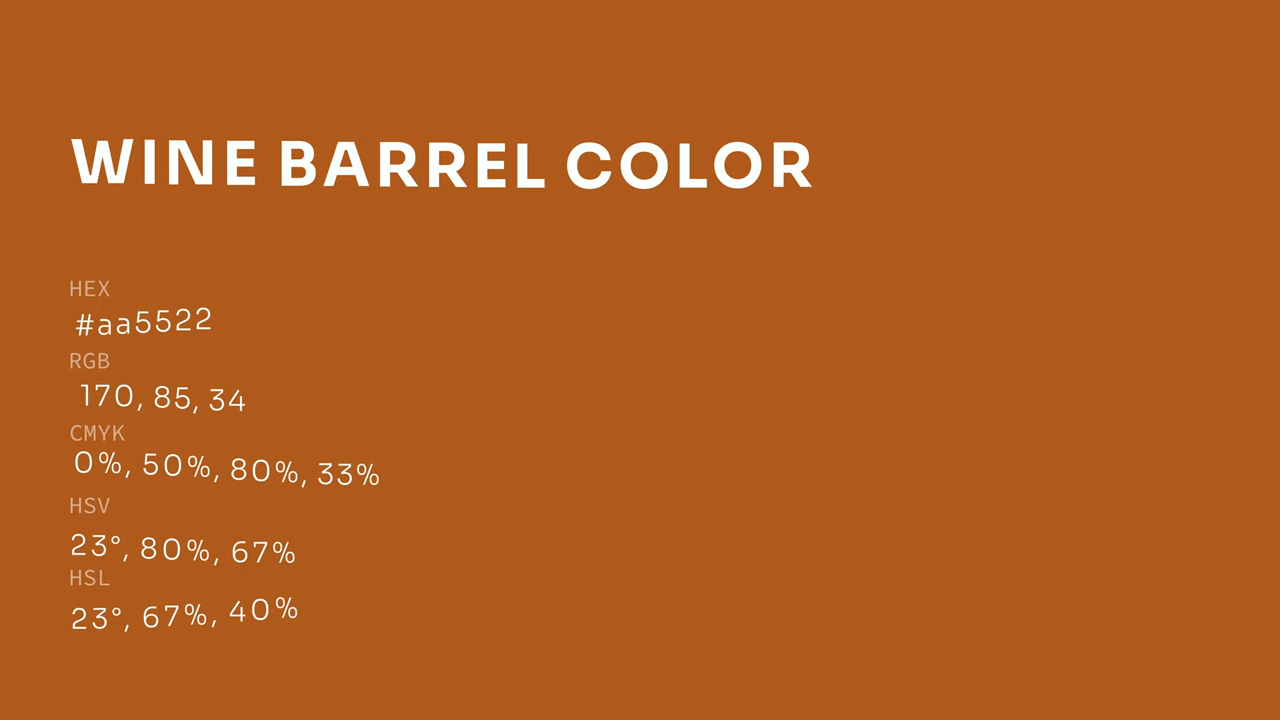 WINE BARREL COLOR
HEX
#aa5522
RGB
170, 85, 34
CMYK
0%, 50%, 80%, 33%
HSV
23°, 80%, 67%
HSL
23°, 67%, 40%